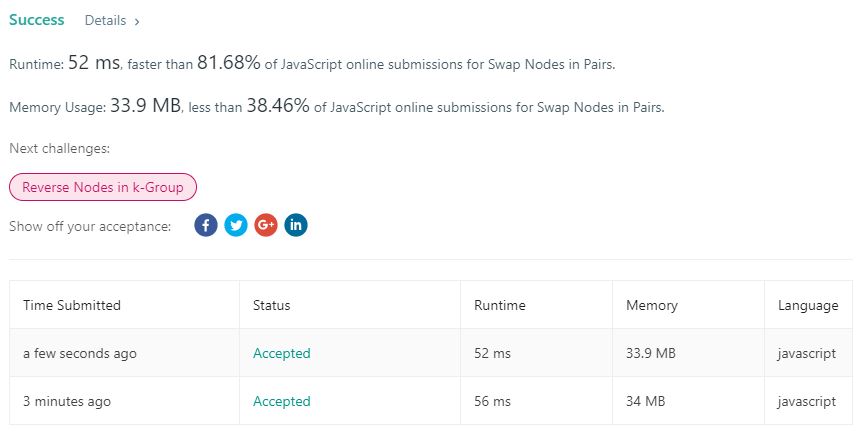 Success Details ›
Runtime: 52 ms, faster than 81.68% of JavaScript online submissions for Swap Nodes in Pairs.
Memory Usage: 33.9 MB, less than 38.46% of JavaScript online submissions for Swap Nodes in Pairs.
Next challenges:
Reverse Nodes in k-Group
Show off your acceptance: f G+ in
Time Submitted Status Runtime Memory Language
a few seconds ago Accepted 52 ms 33.9 MB javascript
3 minutes ago Accepted 56 ms 34 MB javascript